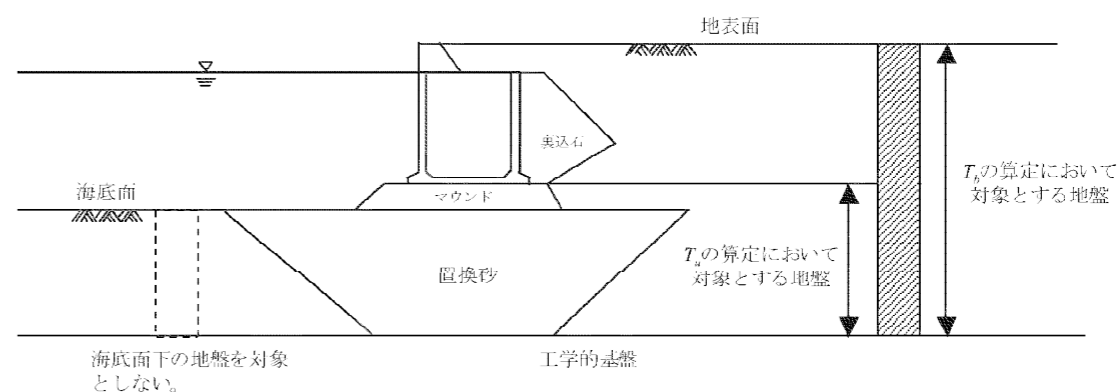 地表面
裏込石
海底面
マウンド
T_bの算定において
対象とする地盤
T_uの算定において
対象とする地盤
置換砂
海底面下の地盤を対象
としない。
工学的基盤